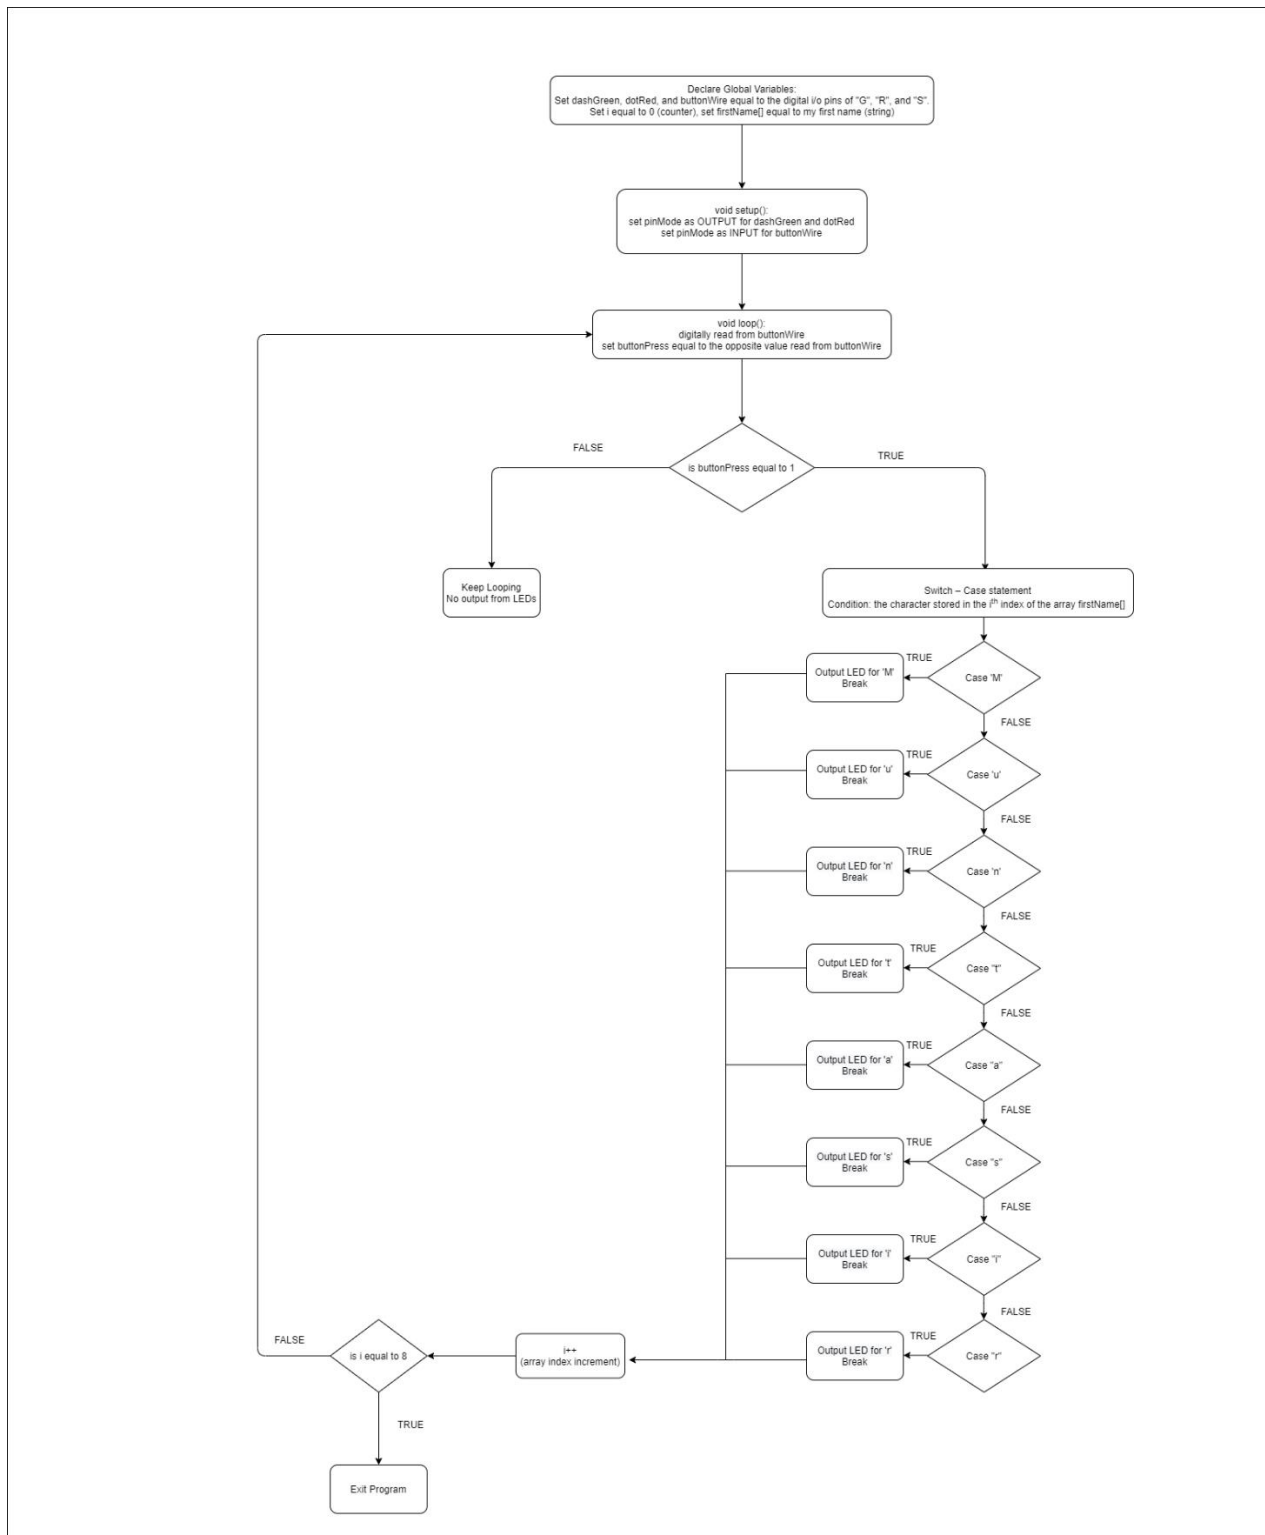 Declare Global Variables:
Set dashGreen, dotRed, and buttonWire equal to the digital i/o pins of "G", "R", and "S".
Set i equal to 0 (counter), set firstName[] equal to my first name (string)
void setup():
set pinMode as OUTPUT for dashGreen and dotRed
set pinMode as INPUT for buttonWire
void loop():
digitally read from buttonWire
set buttonPress equal to the opposite value read from buttonWire
FALSE
is buttonPress equal to 1
TRUE
Keep Looping
No output from LEDs
Switch – Case statement
Condition: the character stored in the ith index of the array firstName[]
Output LED for 'M'
Break
TRUE
Case 'M'
FALSE
Output LED for 'u'
Break
TRUE
Case 'u'
FALSE
Output LED for 'n'
Break
TRUE
Case 'n'
FALSE
Output LED for 't'
Break
TRUE
Case "t"
FALSE
Output LED for 'a'
Break
TRUE
Case "a"
FALSE
Output LED for 's'
Break
TRUE
Case "s"
FALSE
Output LED for 'i'
Break
TRUE
Case "i"
FALSE
Output LED for 'r'
Break
TRUE
Case "r"
i++
(array index increment)
FALSE
is i equal to 8
TRUE
Exit Program